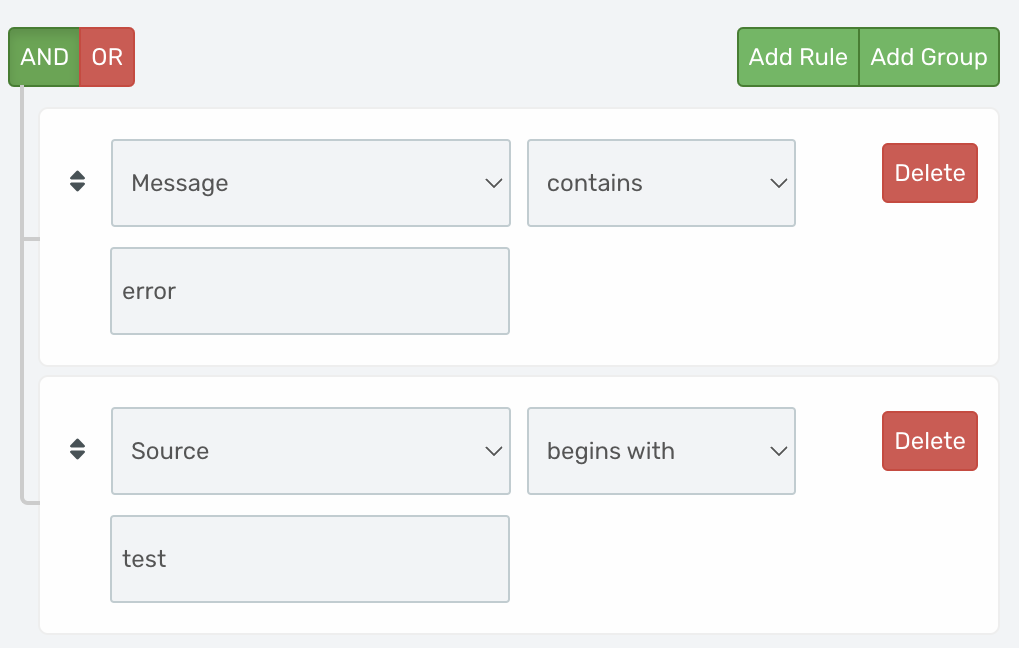 AND OR Add Rule Add Group
Message contains Delete
error
Source begins with Delete
test